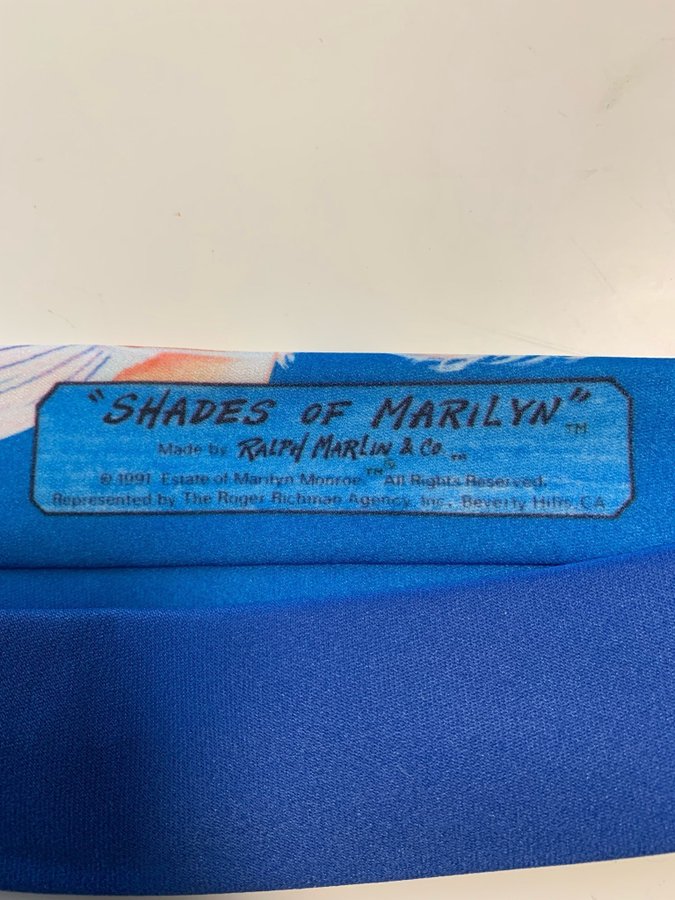 "SHADES OF MARILYN"™
Made by RALPH MARLIN & CO.™
© 1991 Estate of Marilyn Monroe™® All Rights Reserved.
Represented by The Roger Richman Agency, Inc., Beverly Hills, CA